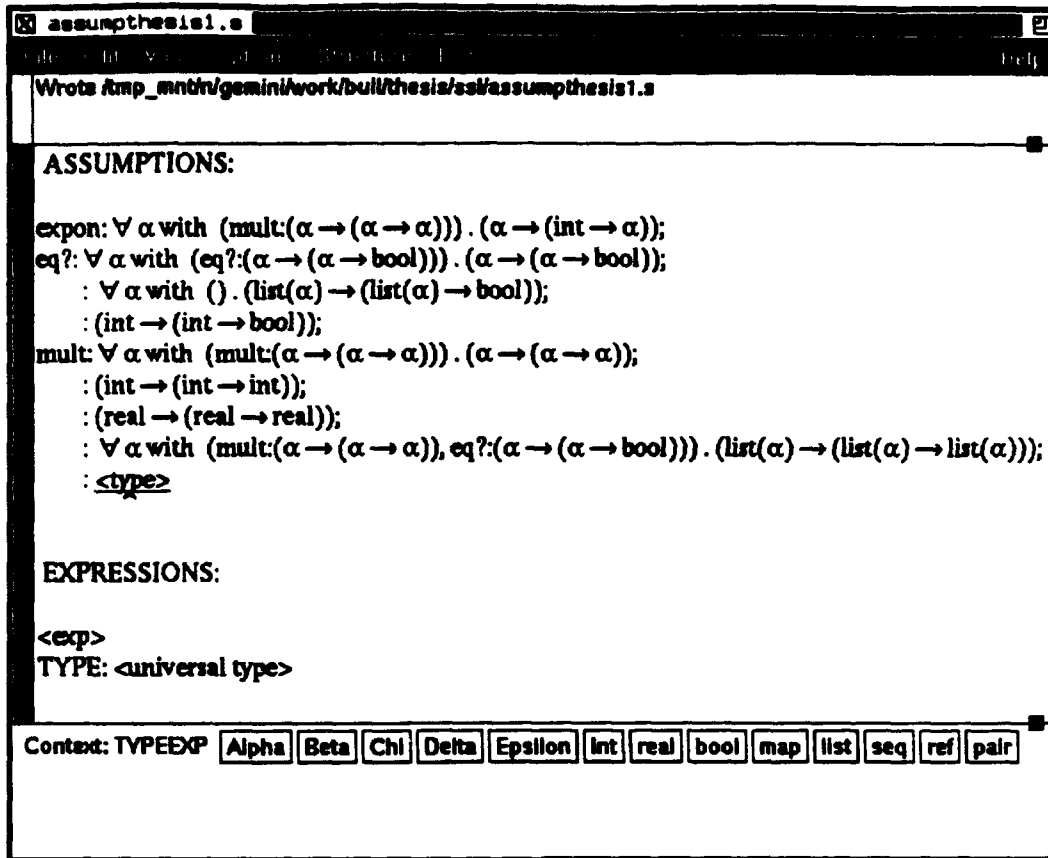 assumpthesis1.s
Help
Wrote /tmp_mnt/n/gemini/work/bull/thesis/ssl/assumpthesis1.s
ASSUMPTIONS:
expon: ∀ α with (mult:(α → (α → α))) . (α → (int → α));
eq?: ∀ α with (eq?:(α → (α → bool))) . (α → (α → bool));
: ∀ α with () . (list(α) → (list(α) → bool));
: (int → (int → bool));
mult: ∀ α with (mult:(α → (α → α))) . (α → (α → α));
: (int → (int → int));
: (real → (real → real));
: ∀ α with (mult:(α → (α → α)), eq?:(α → (α → bool))) . (list(α) → (list(α) → list(α)));
: <type>
EXPRESSIONS:
<exp>
TYPE: <universal type>
Context: TYPEEXP Alpha Beta Chi Delta Epsilon int real bool map list seq ref pair